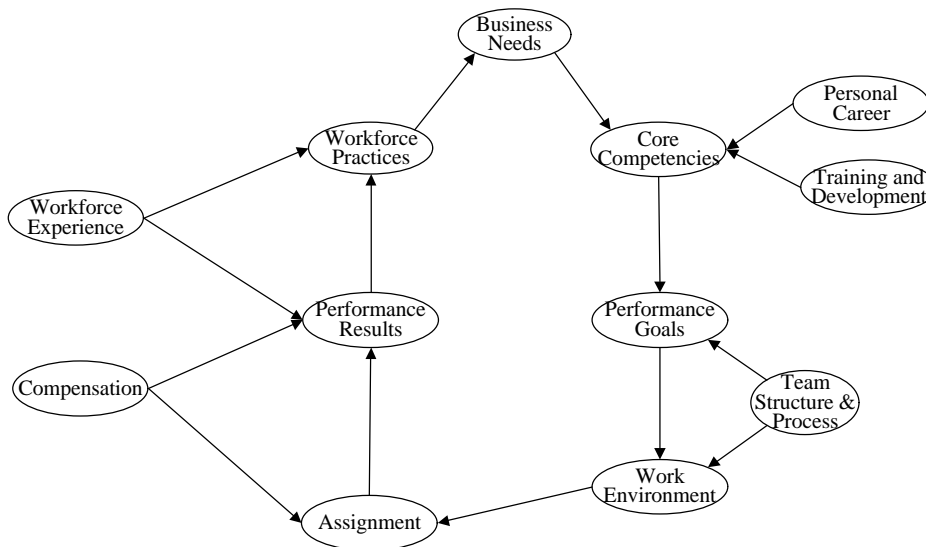 Business
Needs
Personal
Career
Workforce
Practices
Core
Competencies
Training and
Development
Workforce
Experience
Performance
Results
Performance
Goals
Compensation
Team
Structure &
Process
Work
Environment
Assignment